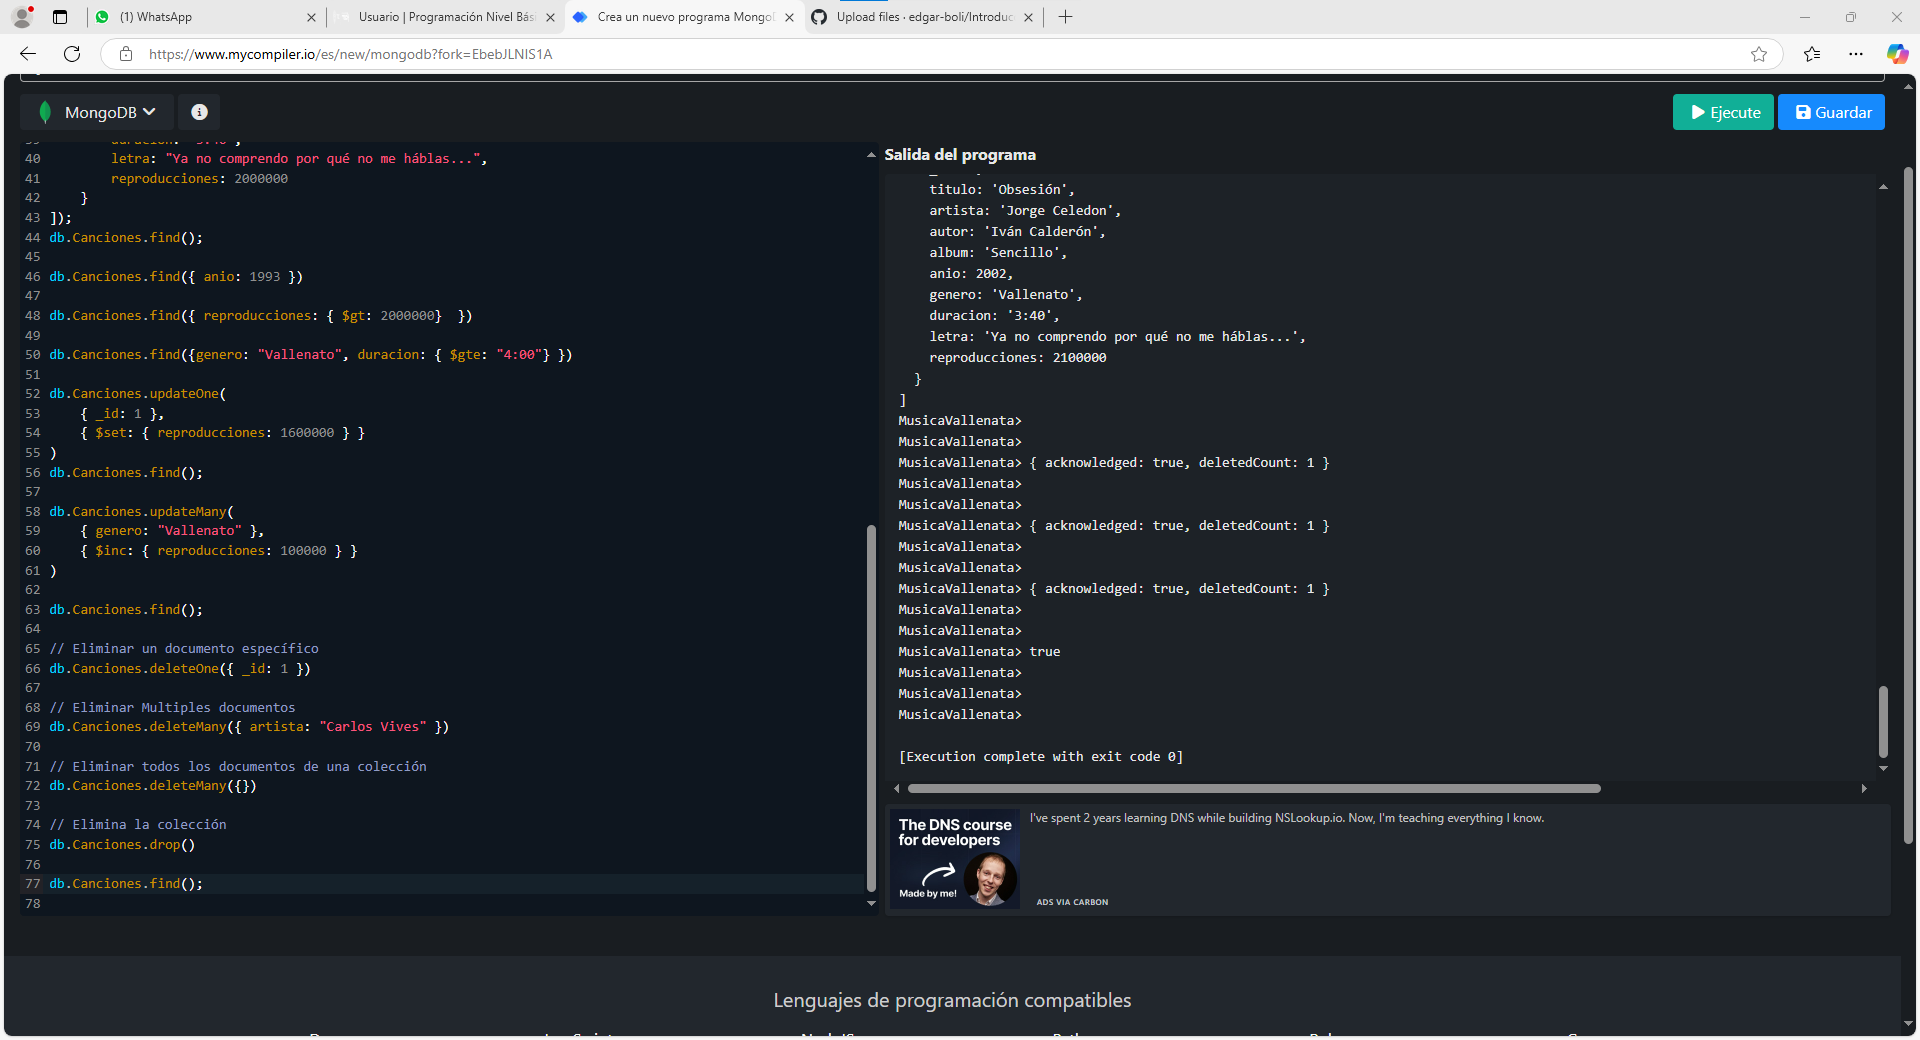 (1) WhatsApp
Usuario | Programación Nivel Bás
Crea un nuevo programa Mongo
Upload files · edgar-boli/Introduc
https://www.mycompiler.io/es/new/mongodb?fork=EbebJLNIS1A
MongoDB
Ejecute
Guardar
40 letra: "Ya no comprendo por qué no me háblas...",
41 reproducciones: 2000000
42 }
43 ]);
44 db.Canciones.find();
45
46 db.Canciones.find({ anio: 1993 })
47
48 db.Canciones.find({ reproducciones: { $gt: 2000000}  })
49
50 db.Canciones.find({genero: "Vallenato", duracion: { $gte: "4:00"} })
51
52 db.Canciones.updateOne(
53 { _id: 1 },
54 { $set: { reproducciones: 1600000 } }
55 )
56 db.Canciones.find();
57
58 db.Canciones.updateMany(
59 { genero: "Vallenato" },
60 { $inc: { reproducciones: 100000 } }
61 )
62
63 db.Canciones.find();
64
65 // Eliminar un documento específico
66 db.Canciones.deleteOne({ _id: 1 })
67
68 // Eliminar Multiples documentos
69 db.Canciones.deleteMany({ artista: "Carlos Vives" })
70
71 // Eliminar todos los documentos de una colección
72 db.Canciones.deleteMany({})
73
74 // Elimina la colección
75 db.Canciones.drop()
76
77 db.Canciones.find();
78
Salida del programa
titulo: 'Obsesión',
artista: 'Jorge Celedon',
autor: 'Iván Calderón',
album: 'Sencillo',
anio: 2002,
genero: 'Vallenato',
duracion: '3:40',
letra: 'Ya no comprendo por qué no me háblas...',
reproducciones: 2100000
}
]
MusicaVallenata>
MusicaVallenata>
MusicaVallenata> { acknowledged: true, deletedCount: 1 }
MusicaVallenata>
MusicaVallenata>
MusicaVallenata> { acknowledged: true, deletedCount: 1 }
MusicaVallenata>
MusicaVallenata>
MusicaVallenata> { acknowledged: true, deletedCount: 1 }
MusicaVallenata>
MusicaVallenata>
MusicaVallenata> true
MusicaVallenata>
MusicaVallenata>
MusicaVallenata>
[Execution complete with exit code 0]
The DNS course
for developers
Made by me!
I've spent 2 years learning DNS while building NSLookup.io. Now, I'm teaching everything I know.
ADS VIA CARBON
Lenguajes de programación compatibles